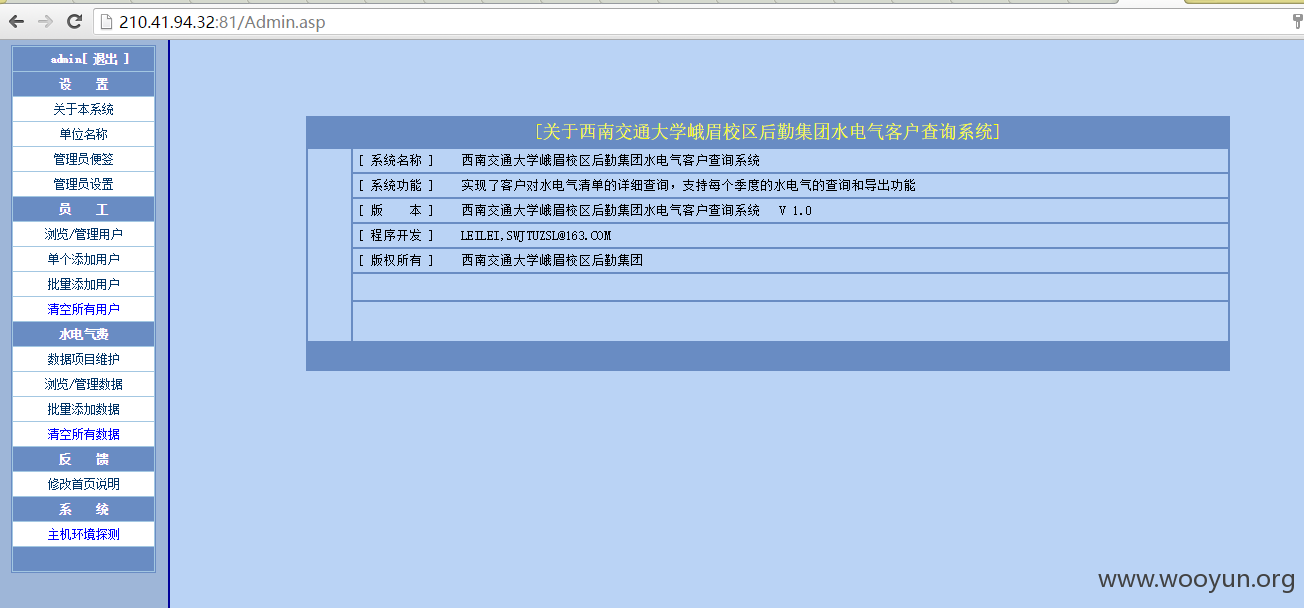 210.41.94.32:81/Admin.asp
admin[ 退出 ]
设 置
关于本系统
单位名称
管理员便签
管理员设置
员 工
浏览/管理用户
单个添加用户
批量添加用户
清空所有用户
水电气费
数据项目维护
浏览/管理数据
批量添加数据
清空所有数据
反 馈
修改首页说明
系 统
主机环境探测
[关于西南交通大学峨眉校区后勤集团水电气客户查询系统]
[ 系统名称 ] 西南交通大学峨眉校区后勤集团水电气客户查询系统
[ 系统功能 ] 实现了客户对水电气清单的详细查询，支持每个季度的水电气的查询和导出功能
[ 版 本 ] 西南交通大学峨眉校区后勤集团水电气客户查询系统 V 1.0
[ 程序开发 ] LEILEI,SWJTUZSL@163.COM
[ 版权所有 ] 西南交通大学峨眉校区后勤集团
www.wooyun.org